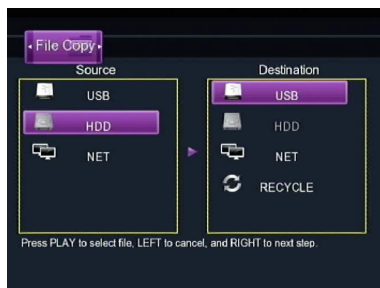 File Copy
Source
USB
HDD
NET
Destination
USB
HDD
NET
RECYCLE
Press PLAY to select file, LEFT to cancel, and RIGHT to next step.